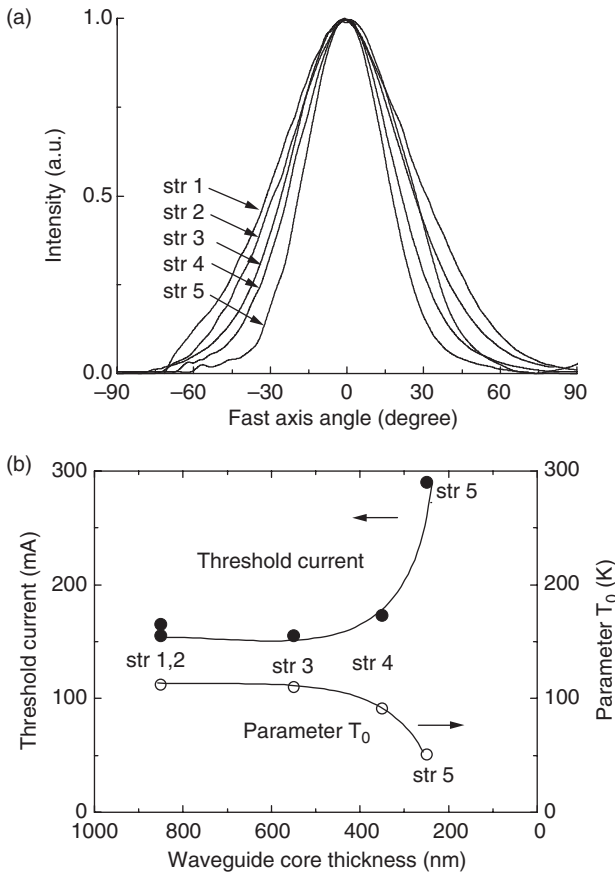 (a)
1.0
0.5
0.0
Intensity (a.u.)
str 1
str 2
str 3
str 4
str 5
−90 −60 −30 0 30 60 90
Fast axis angle (degree)
(b)
300
200
100
0
Threshold current (mA)
300
200
100
0
Parameter T₀ (K)
str 5
Threshold current
str 1,2
str 3
str 4
Parameter T₀
str 5
1000 800 600 400 200 0
Waveguide core thickness (nm)